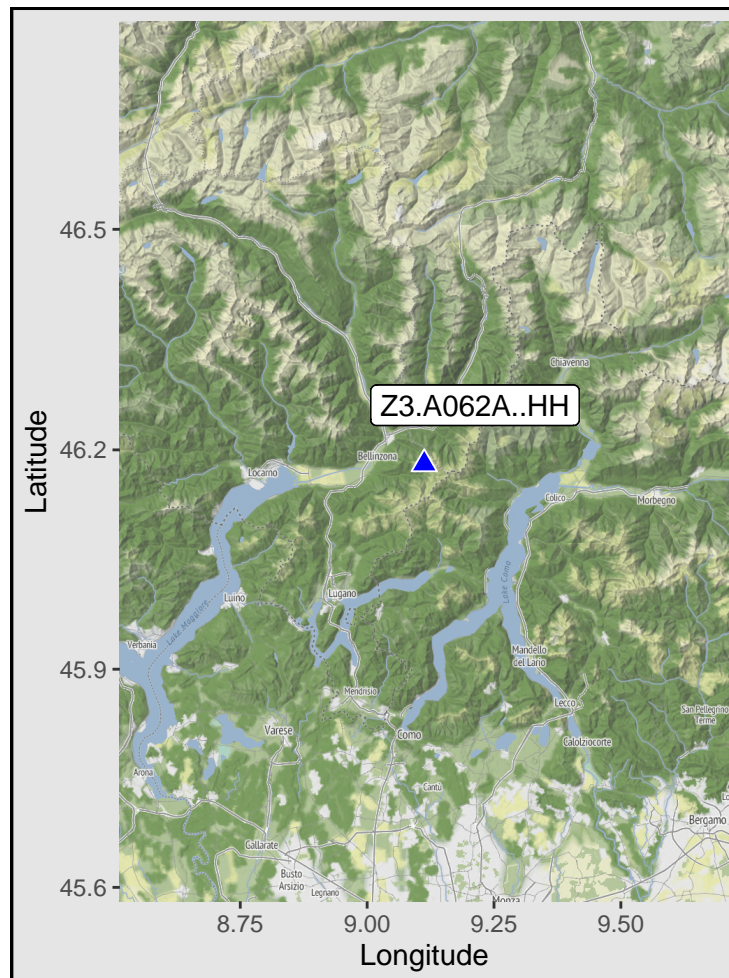 46.5
Chiavenna
Z3.A062A..HH
46.2
Bellinzona
Locarno
Colico
Morbegno
Latitude
Lake Como
Lugano
Luino
Lake Maggiore
45.9
Verbania
Mandello
del Lario
Mendrisio
Lecco
San Pellegrino
Terme
Varese
Como
Calolziocorte
Arona
Cantù
Bergamo
Gallarate
Busto
Arsizio
Legnano
Monza
45.6
8.75
9.00
9.25
9.50
Longitude